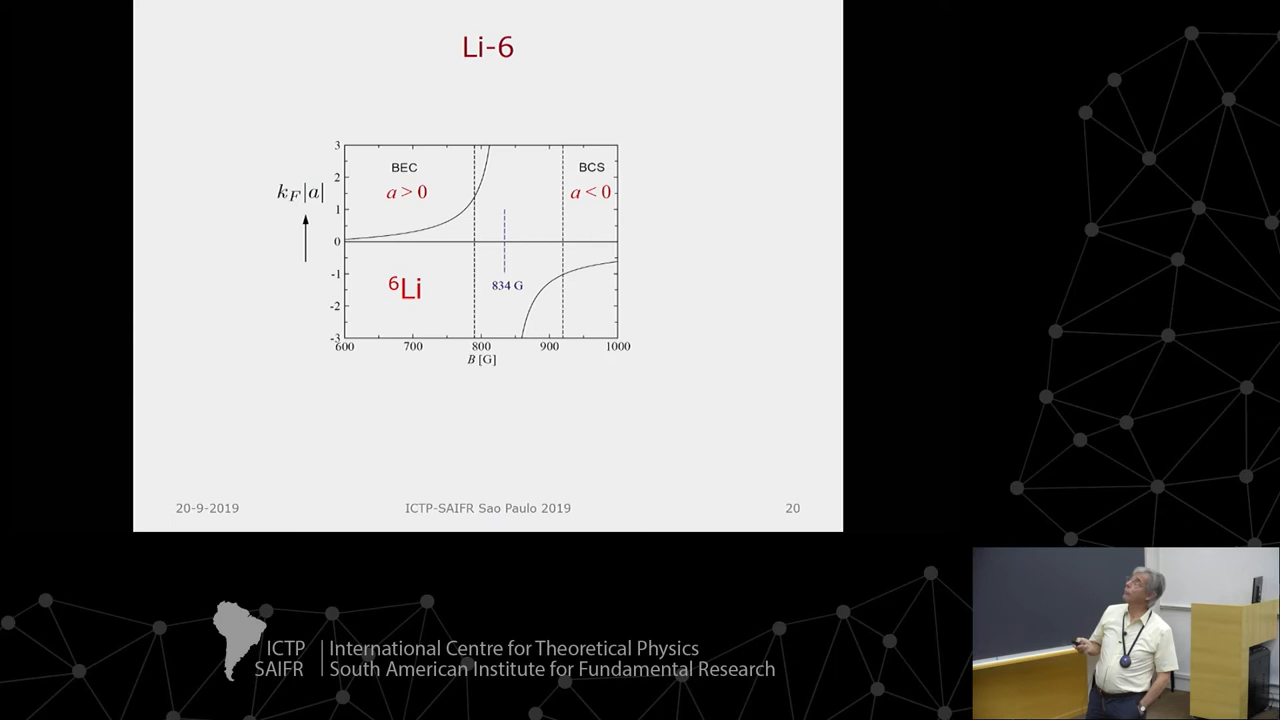 Li-6
3
BEC
BCS
2
k_F|a|
a > 0
a < 0
1
0
-1
⁶Li
834 G
-2
-3
600
700
800
900
1000
B [G]
20-9-2019
ICTP-SAIFR Sao Paulo 2019
20
ICTP
International Centre for Theoretical Physics
SAIFR
South American Institute for Fundamental Research